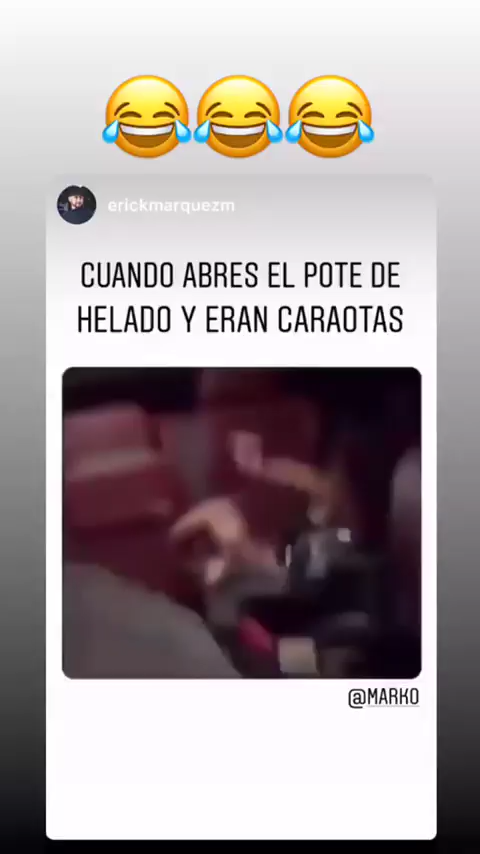 erickmarquezm
CUANDO ABRES EL POTE DE
HELADO Y ERAN CARAOTAS
@MARKO